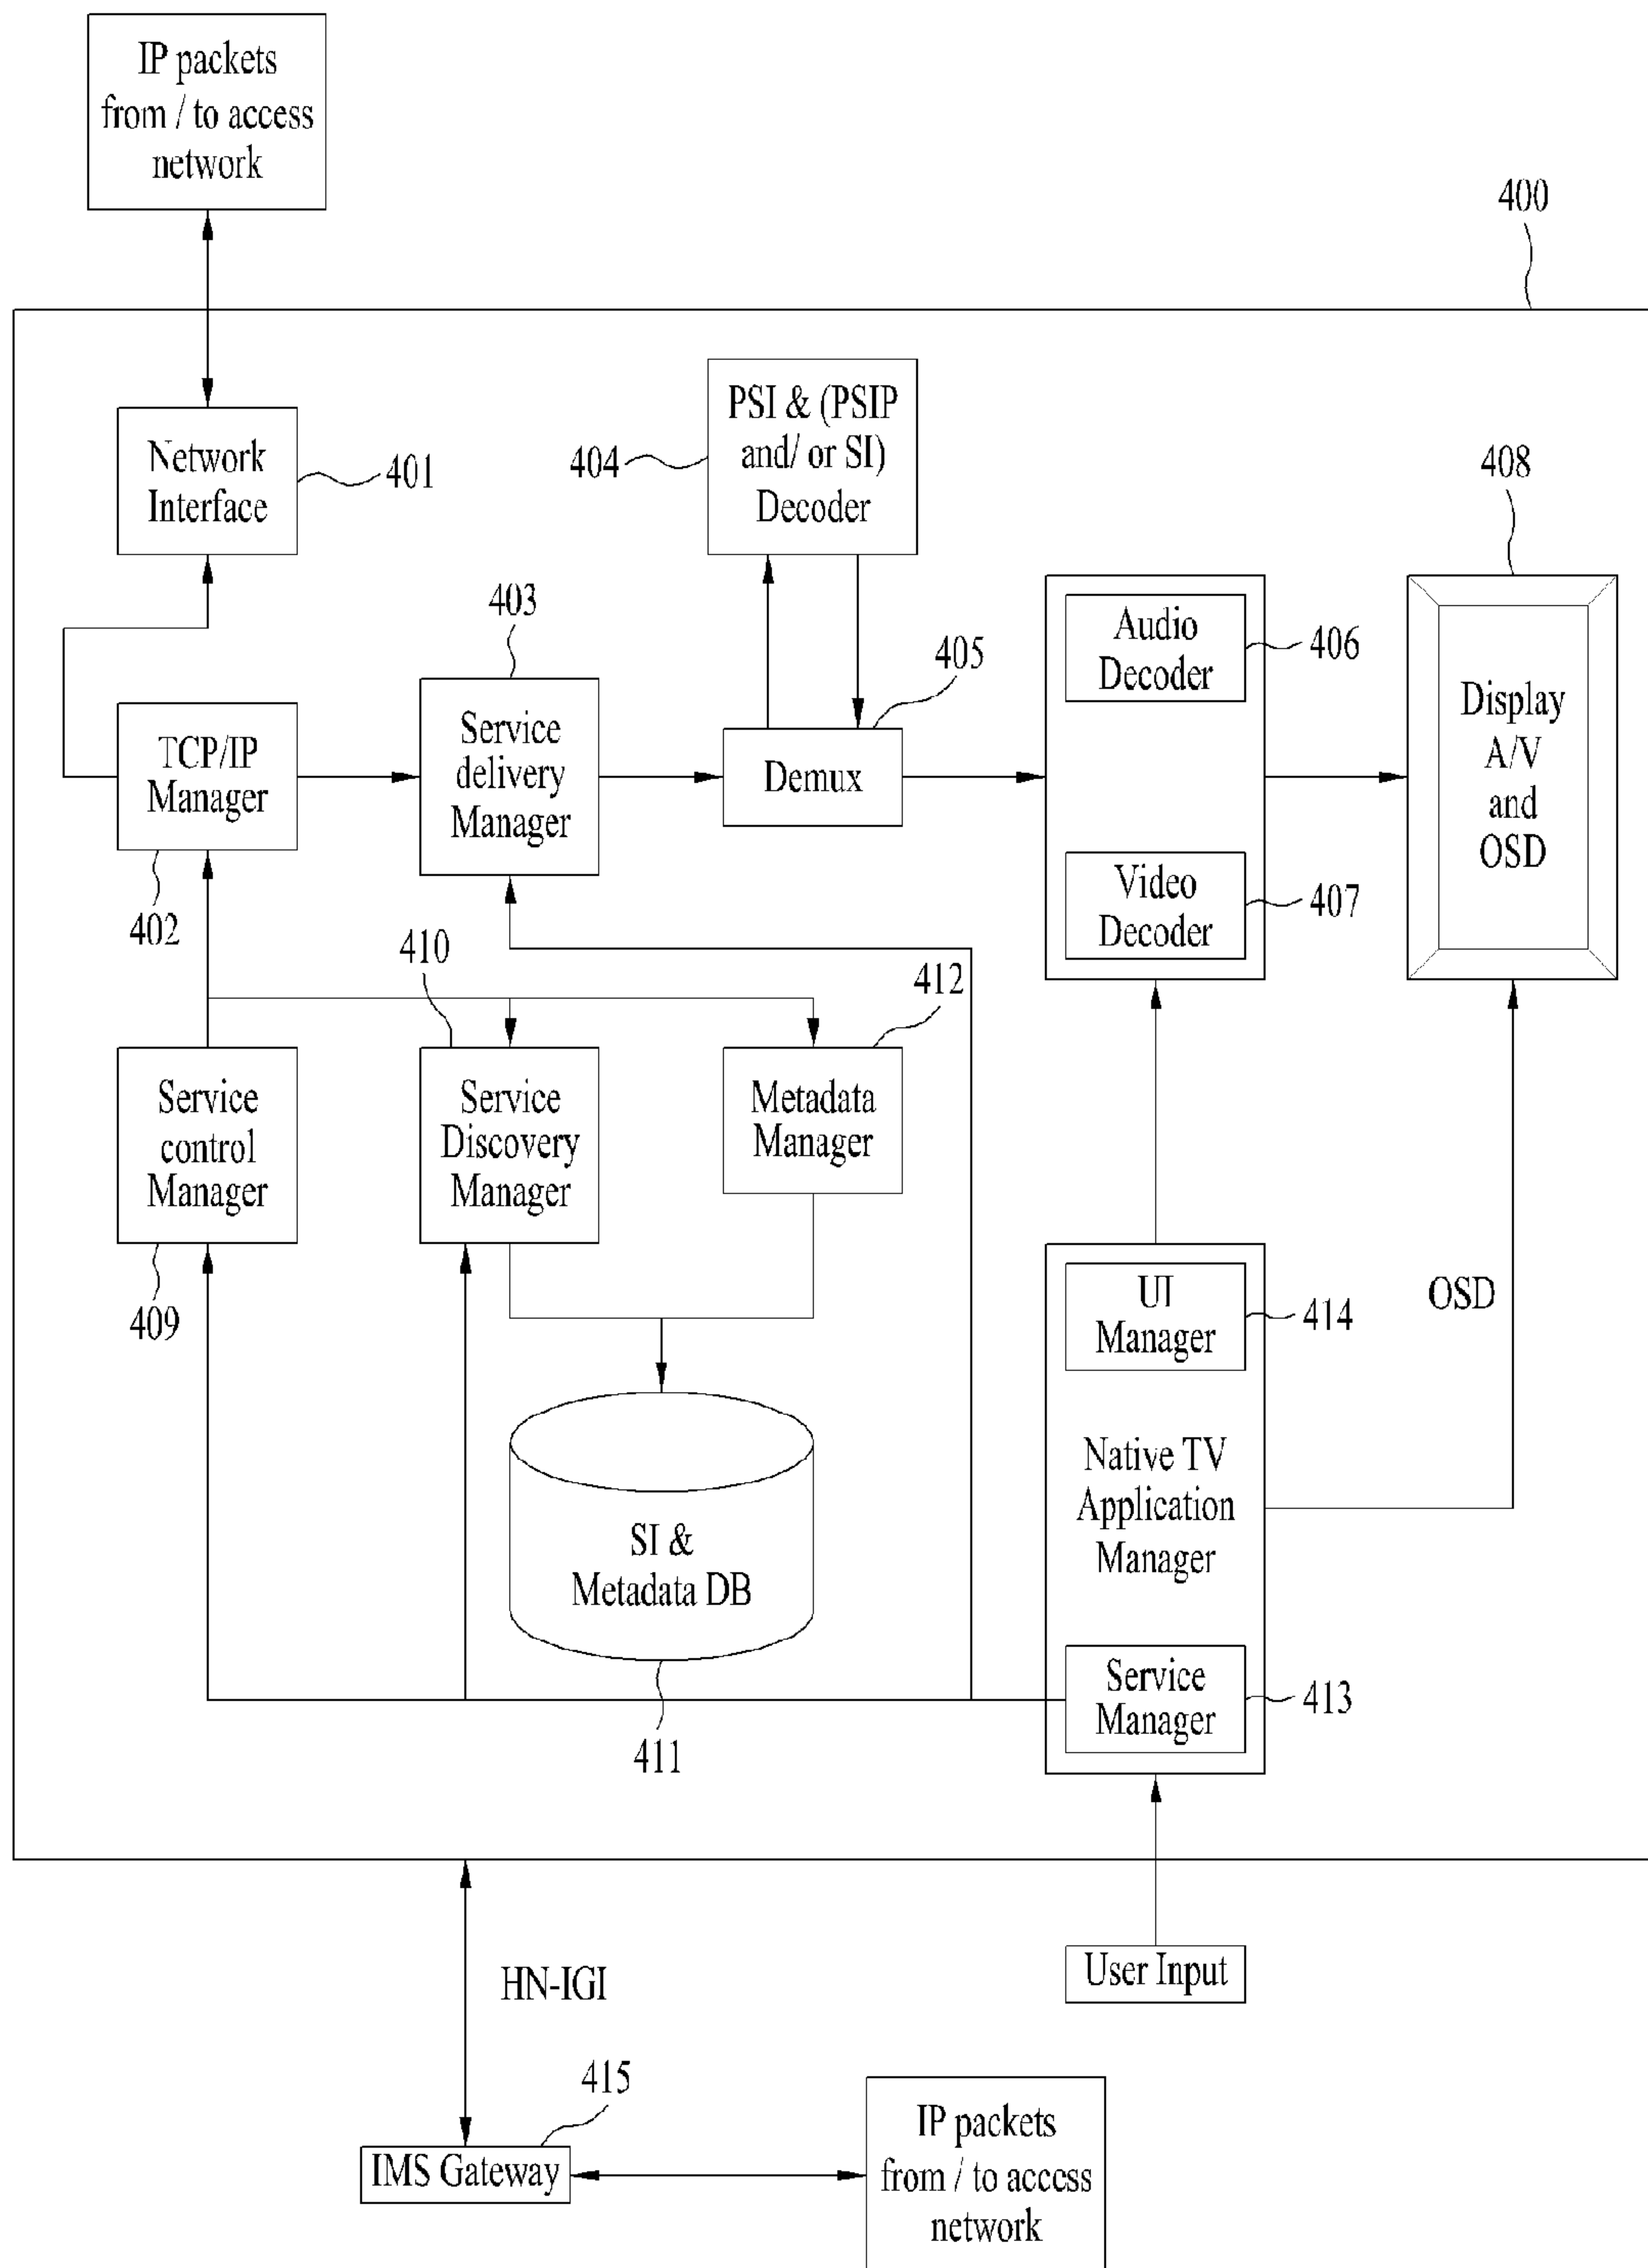 IP packets
from / to access
network
400
Network
Interface
401
PSI & (PSIP
and/ or SI)
Decoder
404
408
403
Audio
Decoder
406
405
TCP/IP
Manager
402
Service
delivery
Manager
Demux
Display
A/V
and
OSD
Video
Decoder
407
410
412
Service
control
Manager
409
Service
Discovery
Manager
Metadata
Manager
UI
Manager
414
OSD
Native TV
Application
Manager
SI &
Metadata DB
411
Service
Manager
413
User Input
HN-IGI
415
IMS Gateway
IP packets
from / to access
network